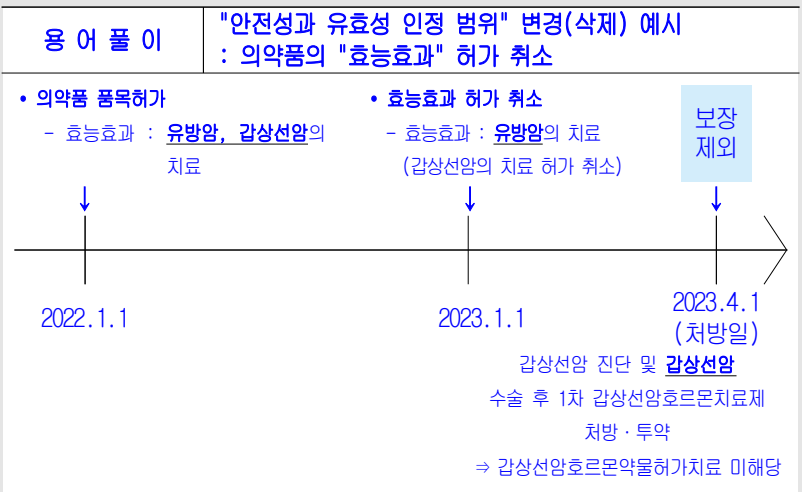 용 어 풀 이
"안전성과 유효성 인정 범위" 변경(삭제) 예시
: 의약품의 "효능효과" 허가 취소
• 의약품 품목허가
- 효능효과 : 유방암, 갑상선암의
치료
• 효능효과 허가 취소
- 효능효과 : 유방암의 치료
(갑상선암의 치료 허가 취소)
보장
제외
↓
↓
↓
2022.1.1
2023.1.1
2023.4.1
(처방일)
갑상선암 진단 및 갑상선암
수술 후 1차 갑상선암호르몬치료제
처방·투약
⇒ 갑상선암호르몬약물허가치료 미해당